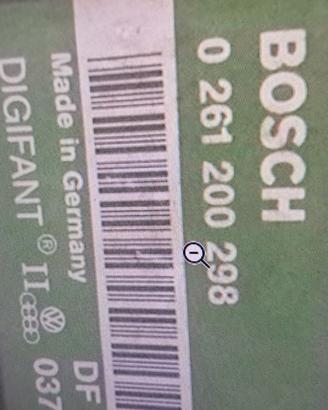 BOSCH
0 261 200 298
DF
Made in Germany
DIGIFANT ® II 037